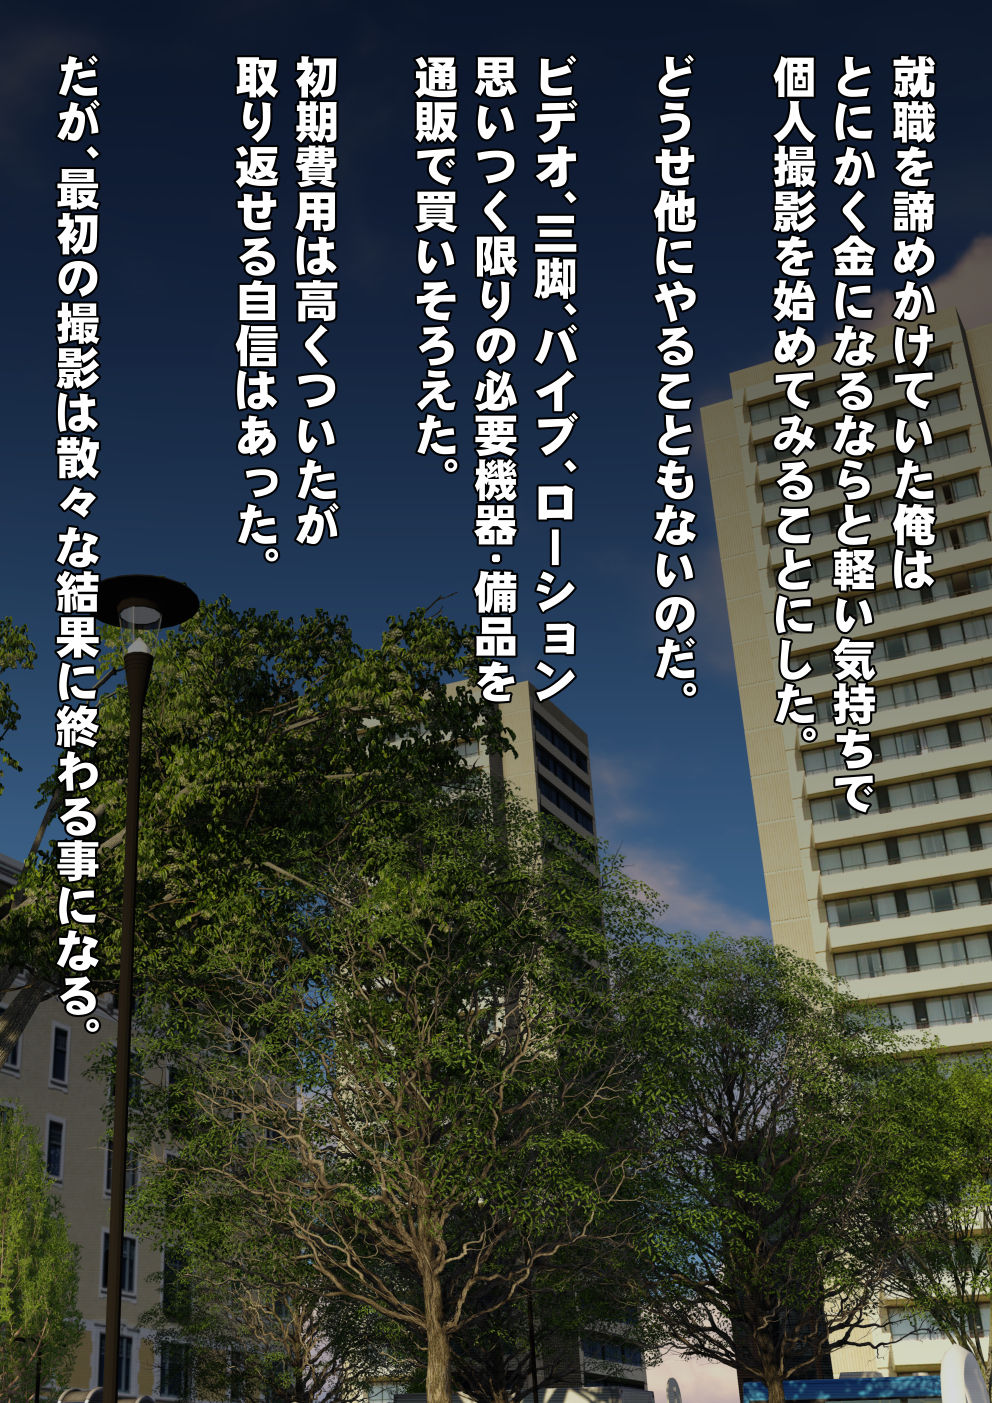 就職を諦めかけていた俺は
とにかく金になるならと軽い気持ちで
個人撮影を始めてみることにした。
どうせ他にやることもないのだ。
ビデオ、三脚、バイブ、ローション
思いつく限りの必要機器・備品を
通販で買いそろえた。
初期費用は高くついたが
取り返せる自信はあった。
だが、最初の撮影は散々な結果に終わる事になる。